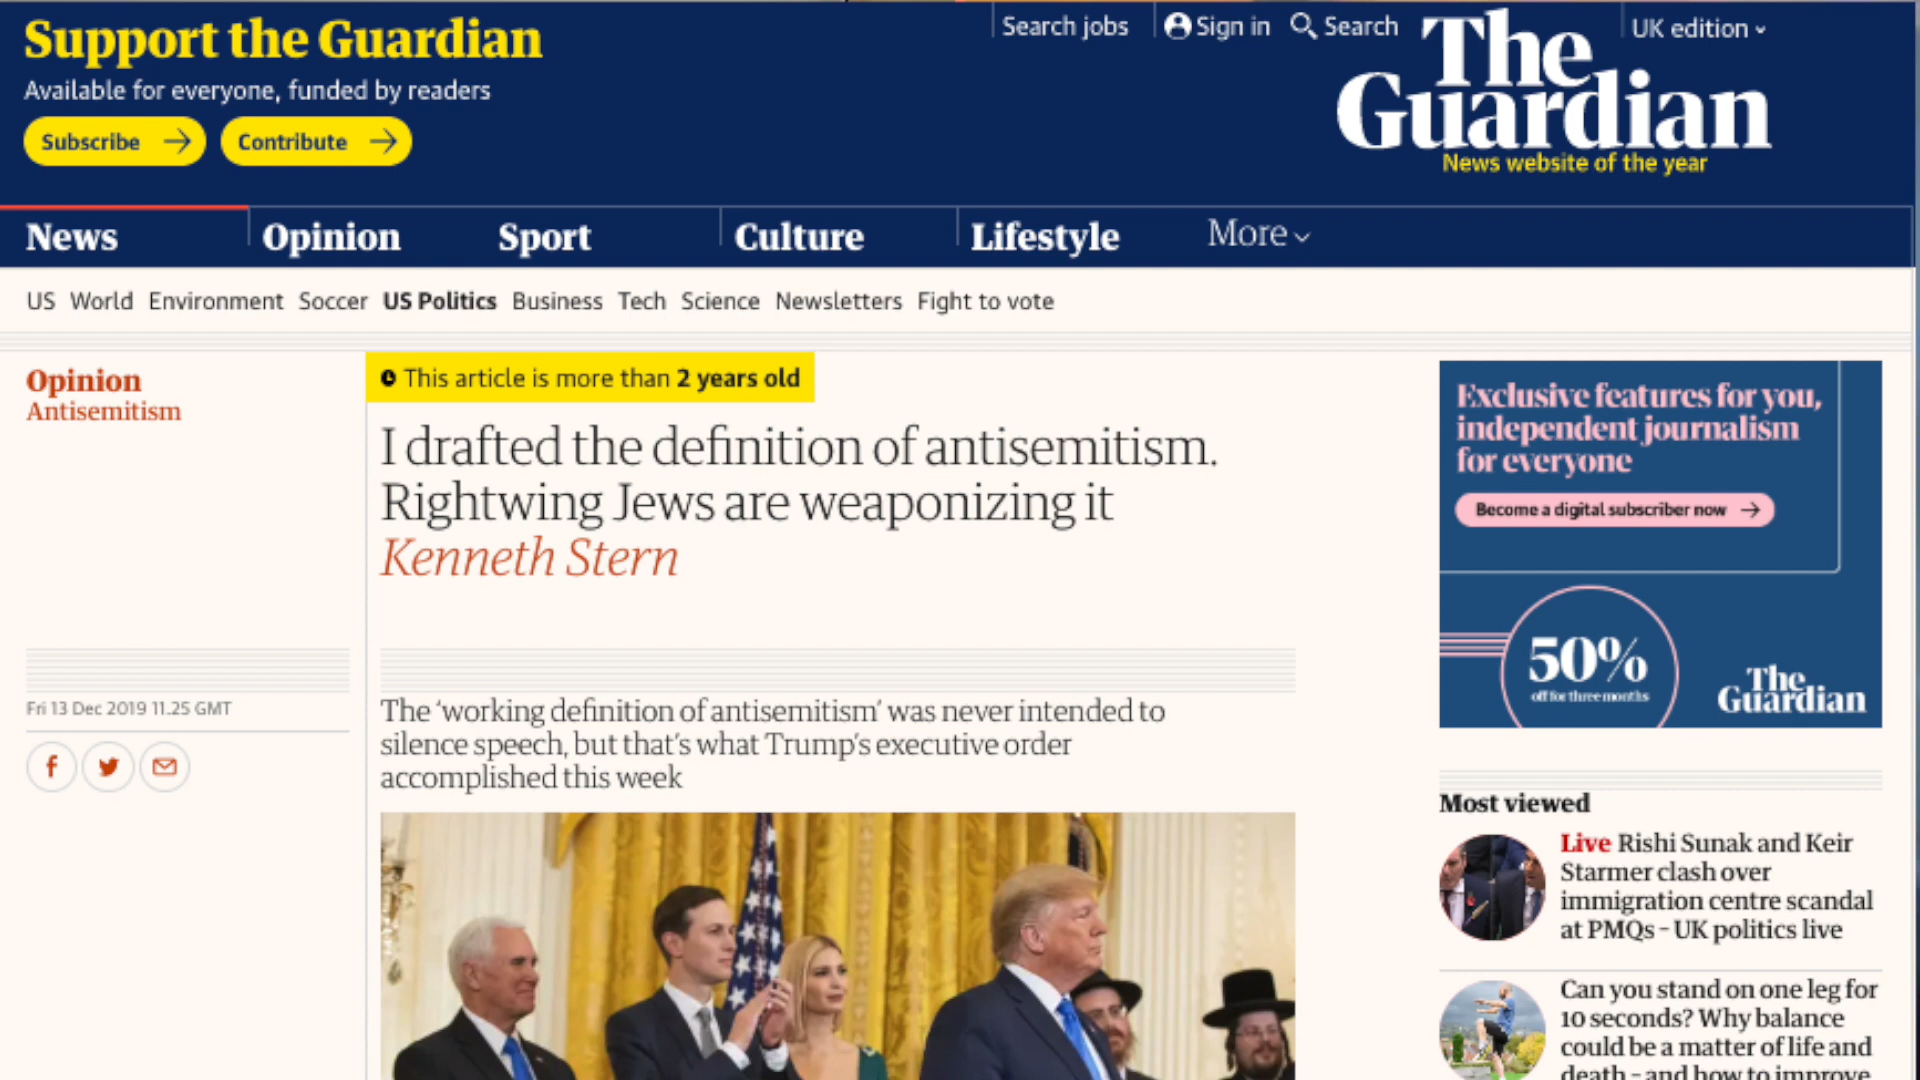 Support the Guardian
Available for everyone, funded by readers
Subscribe
Contribute
Search jobs
Sign in
Search
UK edition
The
Guardian
News website of the year
News
Opinion
Sport
Culture
Lifestyle
More
US World Environment Soccer US Politics Business Tech Science Newsletters Fight to vote
Opinion
Antisemitism
This article is more than 2 years old
I drafted the definition of antisemitism.
Rightwing Jews are weaponizing it
Kenneth Stern
Fri 13 Dec 2019 11.25 GMT
The ‘working definition of antisemitism’ was never intended to
silence speech, but that’s what Trump’s executive order
accomplished this week
Exclusive features for you,
independent journalism
for everyone
Become a digital subscriber now
50%
off for three months
The
Guardian
Most viewed
Live Rishi Sunak and Keir
Starmer clash over
immigration centre scandal
at PMQs – UK politics live
Can you stand on one leg for
10 seconds? Why balance
could be a matter of life and
death – and how to improve